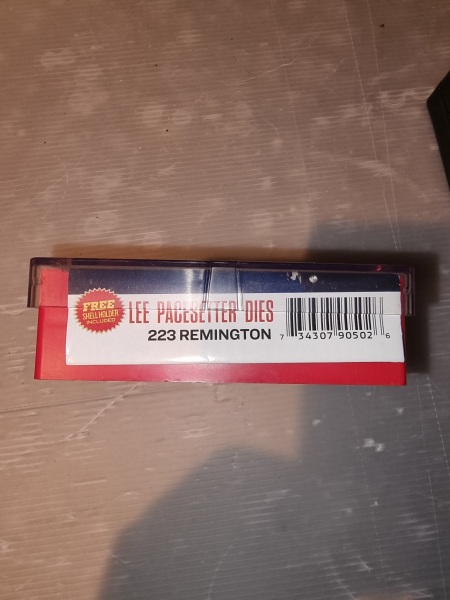 FREE
SHELLHOLDER
INCLUDED
LEE PACESETTER DIES
223 REMINGTON
7 34307 90502 6